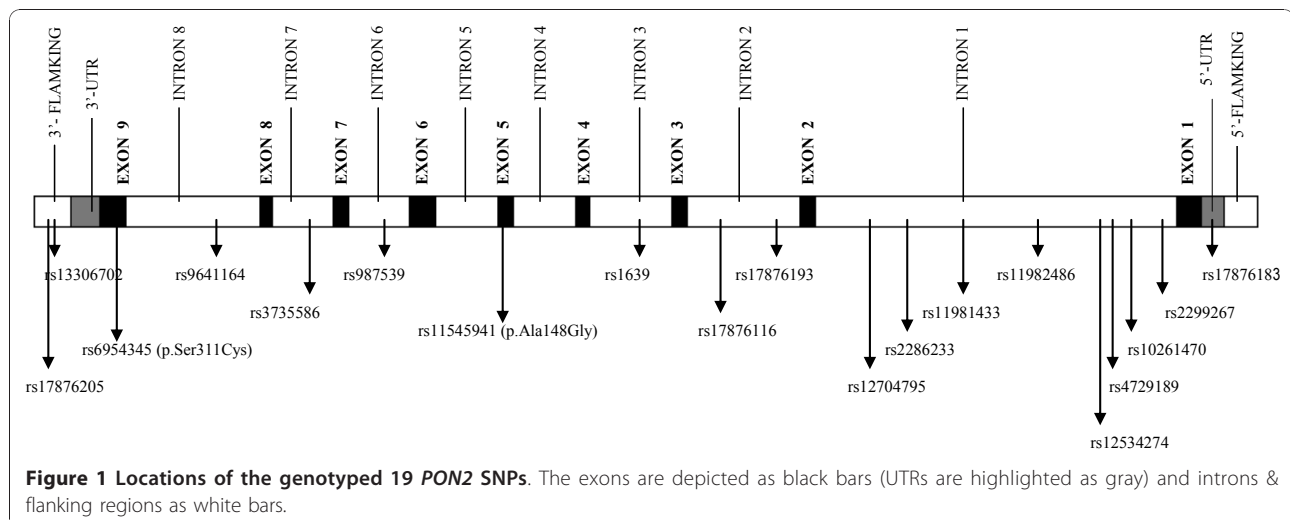 3'- FLAMKING
3'-UTR
EXON 9
INTRON 8
EXON 8
INTRON 7
EXON 7
INTRON 6
EXON 6
INTRON 5
EXON 5
INTRON 4
EXON 4
INTRON 3
EXON 3
INTRON 2
EXON 2
INTRON 1
EXON 1
5'-UTR
5'-FLAMKING
rs13306702
rs9641164
rs987539
rs1639
rs17876193
rs11982486
rs17876183
rs3735586
rs11981433
rs2299267
rs6954345 (p.Ser311Cys)
rs11545941 (p.Ala148Gly)
rs17876116
rs2286233
rs10261470
rs17876205
rs12704795
rs4729189
rs12534274
Figure 1 Locations of the genotyped 19 PON2 SNPs. The exons are depicted as black bars (UTRs are highlighted as gray) and introns &
flanking regions as white bars.